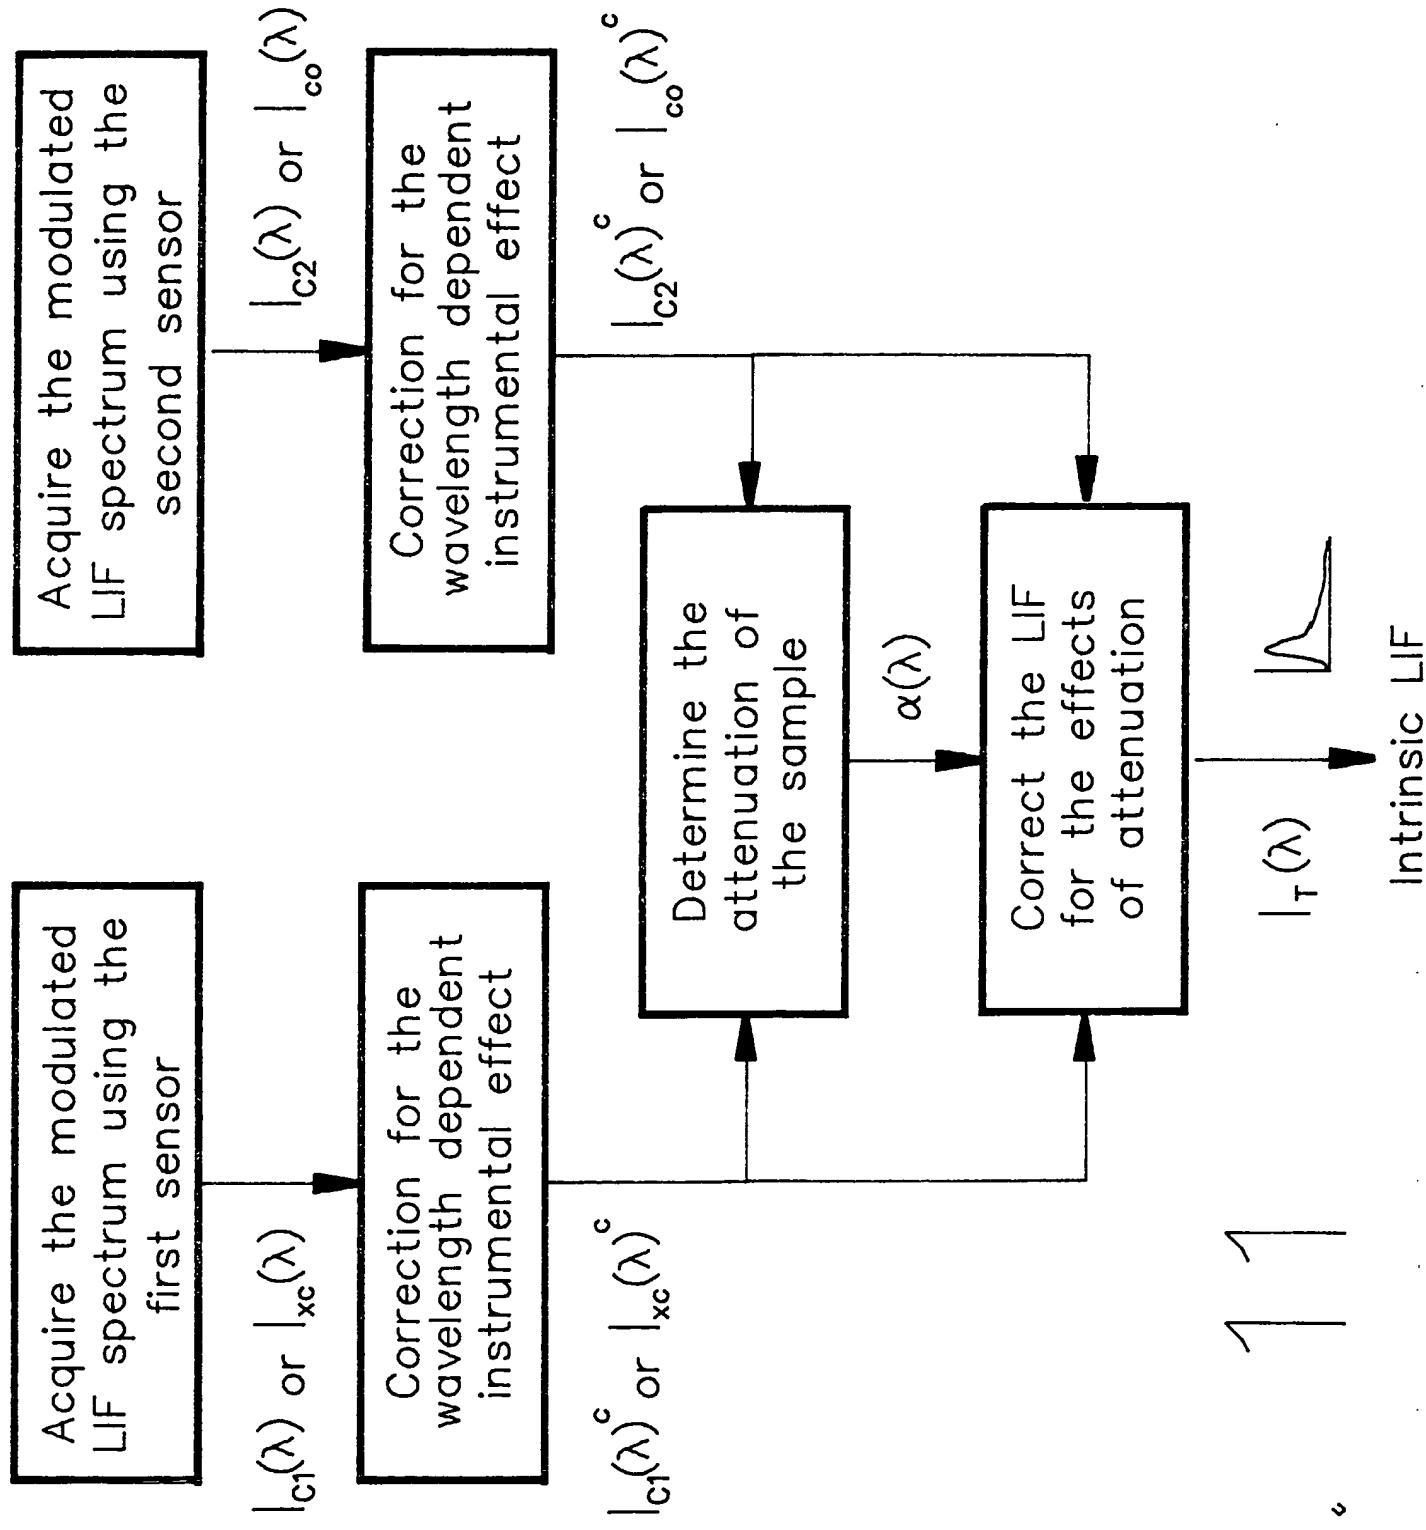 Acquire the modulated
LIF spectrum using the
first sensor
Acquire the modulated
LIF spectrum using the
second sensor
I_C1(λ) or I_xc(λ)
I_C2(λ) or I_co(λ)
Correction for the
wavelength dependent
instrumental effect
Correction for the
wavelength dependent
instrumental effect
I_C1(λ)^c or I_xc(λ)^c
I_C2(λ)^c or I_co(λ)^c
Determine the
attenuation of
the sample
α(λ)
Correct the LIF
for the effects
of attenuation
I_T(λ)
Intrinsic LIF
11